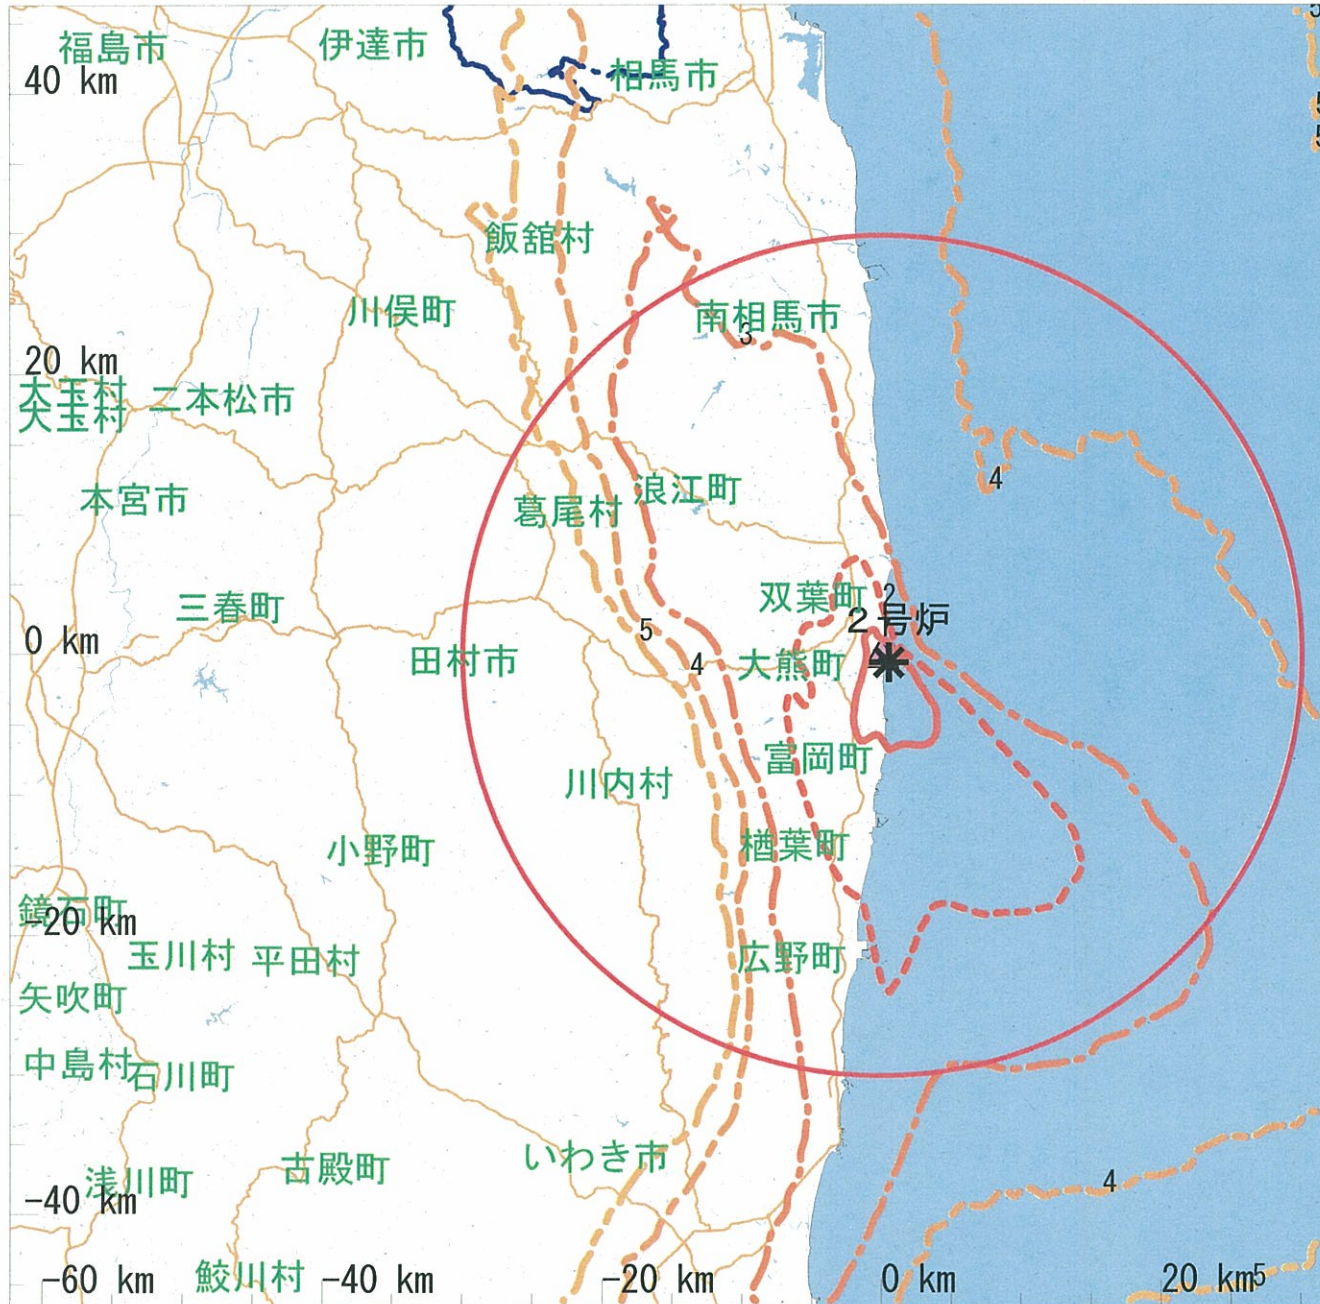 福島市
伊達市
相馬市
40 km
5
5
5
飯舘村
川俣町
南相馬市
3
20 km
大玉村
大玉村
二本松市
4
本宮市
葛尾村
浪江町
三春町
双葉町
2
2号炉
0 km
5
田村市
4
大熊町
川内村
富岡町
小野町
楢葉町
鏡石町
-20 km
玉川村
平田村
広野町
矢吹町
中島村
石川町
いわき市
古殿町
浅川町
4
-40 km
鮫川村
-60 km
-40 km
-20 km
0 km
20 km
5